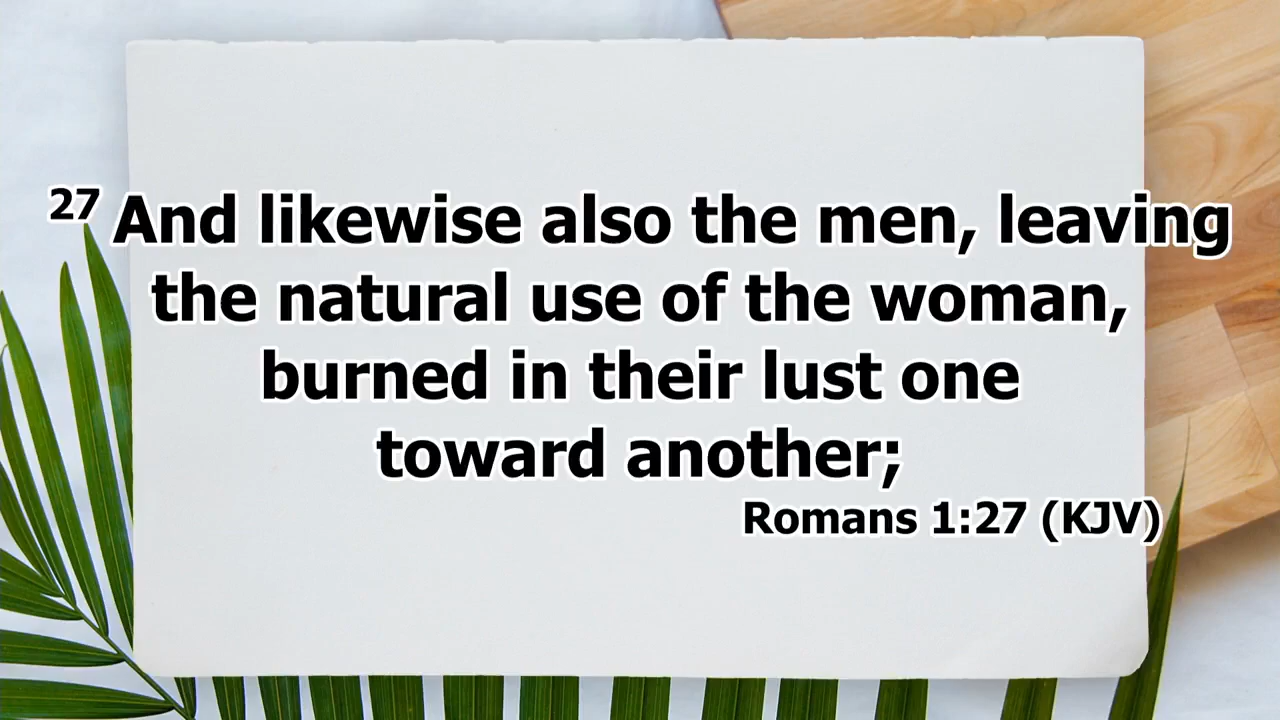 27 And likewise also the men, leaving
the natural use of the woman,
burned in their lust one
toward another;
Romans 1:27 (KJV)